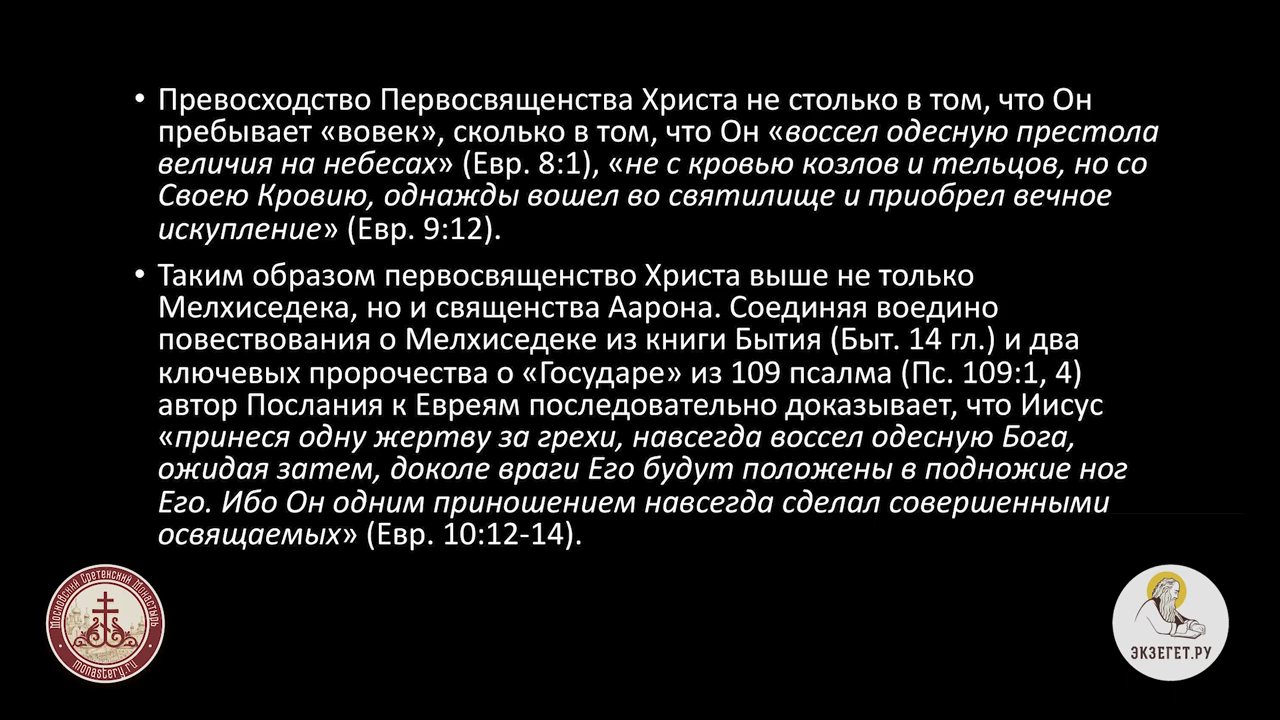 • Превосходство Первосвященства Христа не столько в том, что Он
пребывает «вовек», сколько в том, что Он «воссел одесную престола
величия на небесах» (Евр. 8:1), «не с кровью козлов и тельцов, но со
Своею Кровию, однажды вошел во святилище и приобрел вечное
искупление» (Евр. 9:12).
• Таким образом первосвященство Христа выше не только
Мелхиседека, но и священства Аарона. Соединяя воедино
повествования о Мелхиседеке из книги Бытия (Быт. 14 гл.) и два
ключевых пророчества о «Государе» из 109 псалма (Пс. 109:1, 4)
автор Послания к Евреям последовательно доказывает, что Иисус
«принеся одну жертву за грехи, навсегда воссел одесную Бога,
ожидая затем, доколе враги Его будут положены в подножие ног
Его. Ибо Он одним приношением навсегда сделал совершенными
освящаемых» (Евр. 10:12-14).
Московский Сретенский Монастырь
monastery.ru
ЭКЗЕГЕТ.РУ